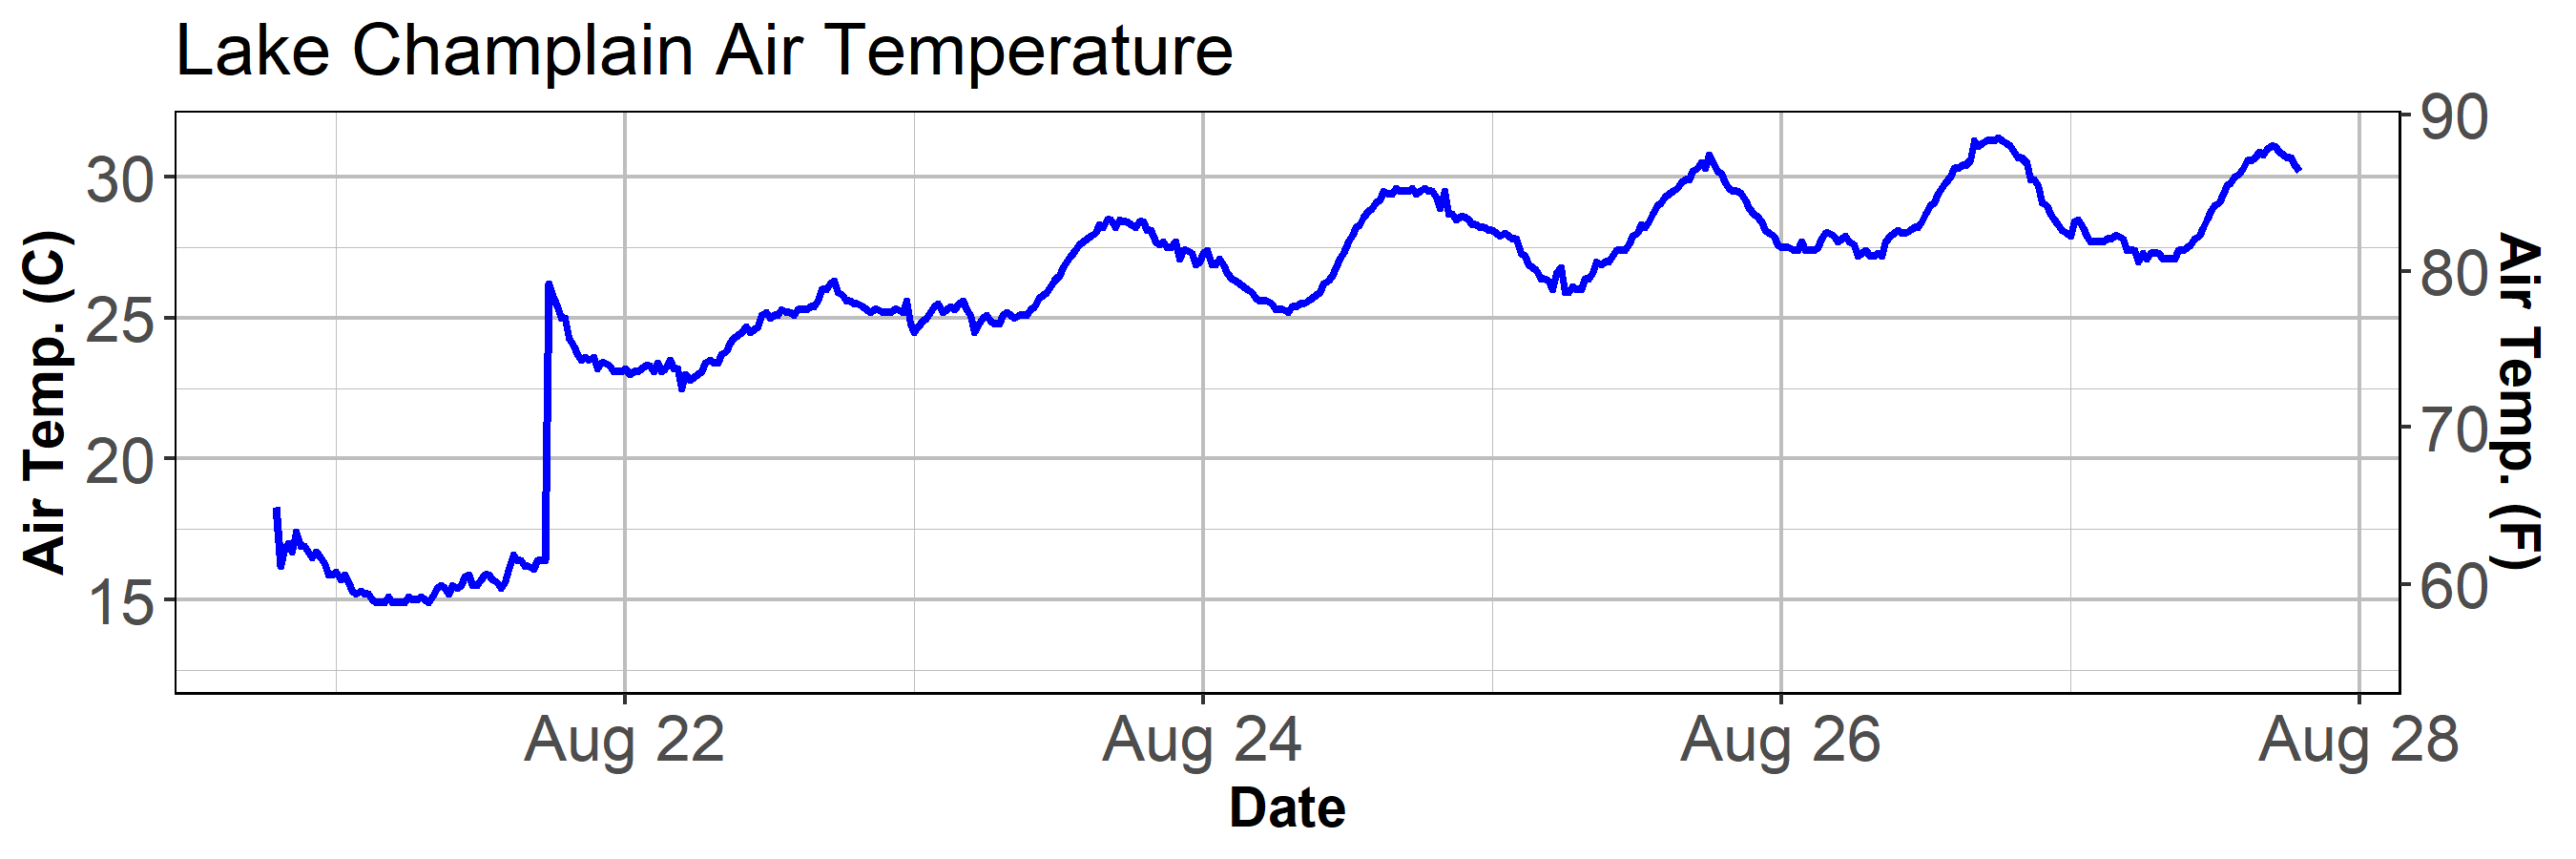 Lake Champlain Air Temperature
Air Temp. (C)
30
25
20
15
90
80
70
60
Air Temp. (F)
Aug 22 Aug 24 Aug 26 Aug 28
Date